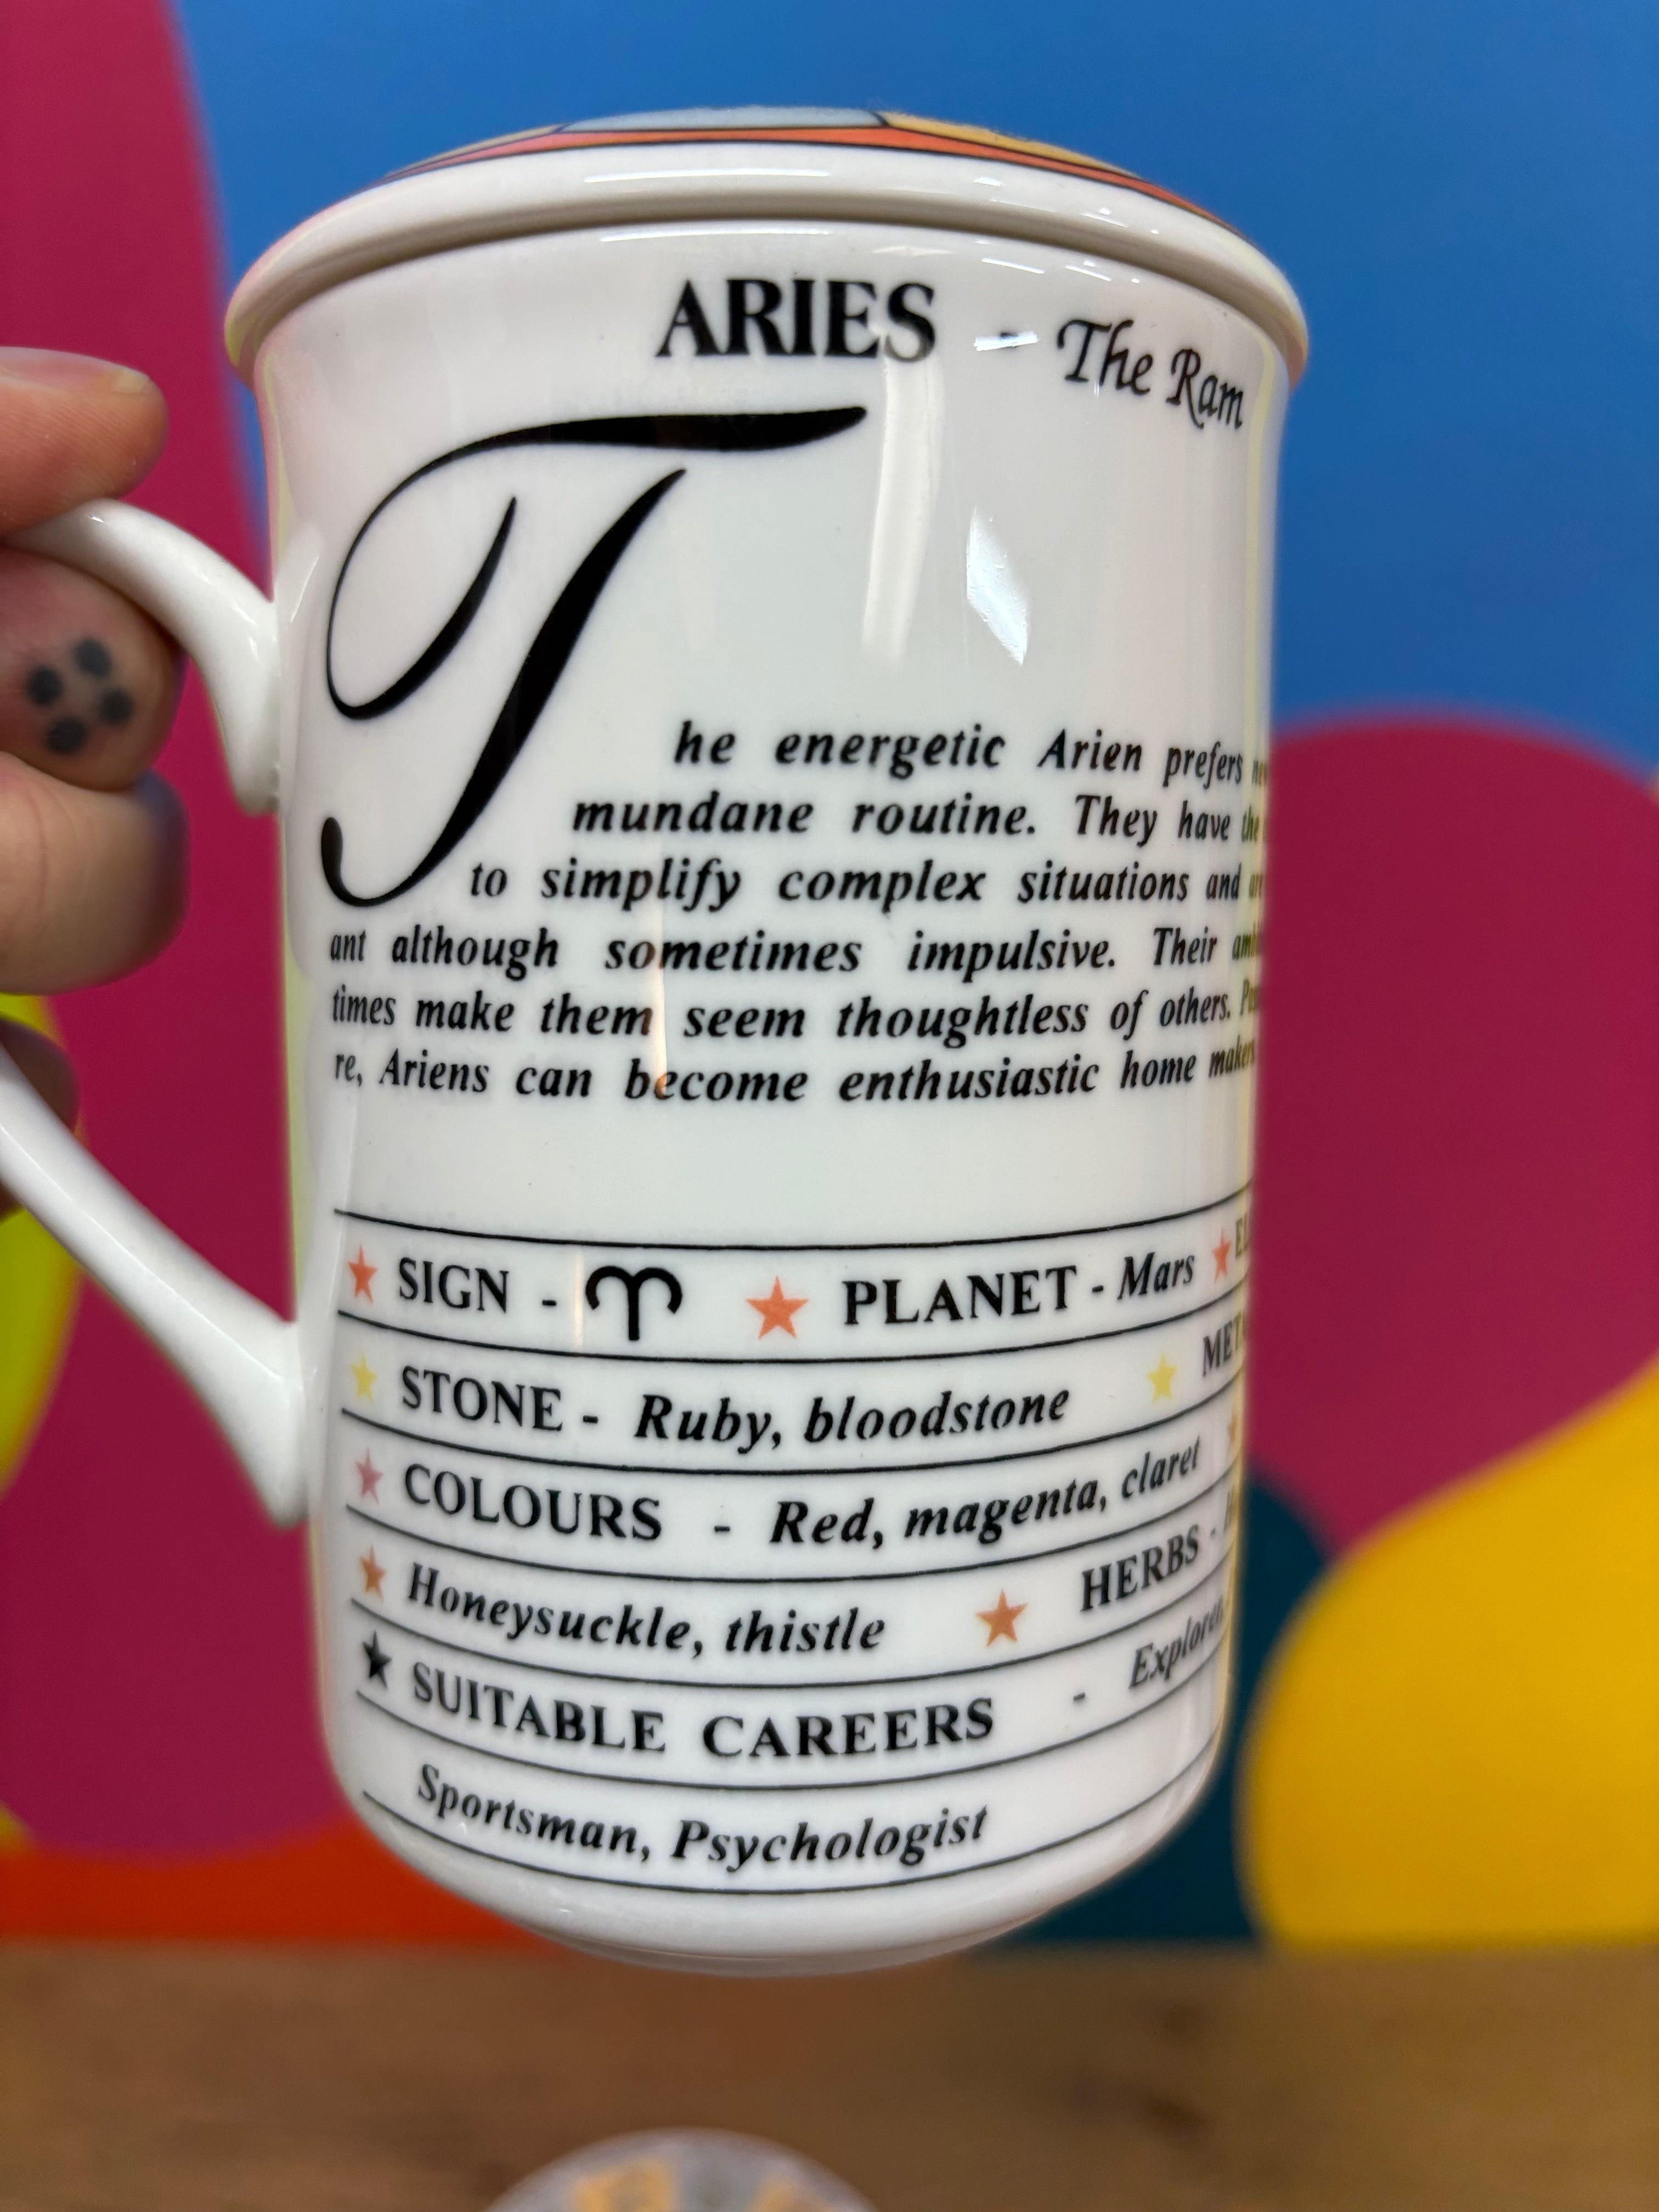 ARIES - The Ram
The energetic Arien prefers
mundane routine. They have the
to simplify complex situations and
ant although sometimes impulsive. Their
times make them seem thoughtless of others.
re, Ariens can become enthusiastic home
★ SIGN - ♈ ★ PLANET - Mars ★
★ STONE - Ruby, bloodstone ★
★ COLOURS - Red, magenta, claret ★
★ Honeysuckle, thistle ★ HERBS -
★ SUITABLE CAREERS -
Sportsman, Psychologist